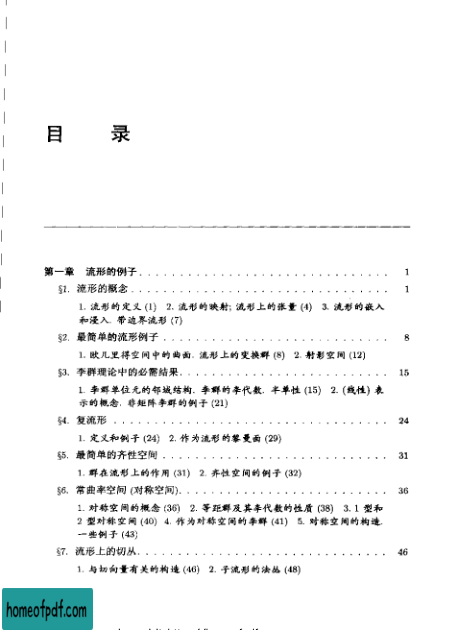 目 录
第一章 流形的例子 . . . . . . . . . . . . . . . . . . . . . . . . . . . . . . . 1
§1. 流形的概念 . . . . . . . . . . . . . . . . . . . . . . . . . . . . . . . . 1
1. 流形的定义 (1) 2. 流形的映射; 流形上的张量 (4) 3. 流形的嵌入
和浸入. 带边界流形 (7)
§2. 最简单的流形例子 . . . . . . . . . . . . . . . . . . . . . . . . . . . . 8
1. 欧几里得空间中的曲面. 流形上的变换群 (8) 2. 射影空间 (12)
§3. 李群理论中的必需结果. . . . . . . . . . . . . . . . . . . . . . . . . . 15
1. 李群单位元的邻域结构. 李群的李代数. 半单性 (15) 2. (线性) 表
示的概念. 非矩阵李群的例子 (21)
§4. 复流形 . . . . . . . . . . . . . . . . . . . . . . . . . . . . . . . . . . 24
1. 定义和例子 (24) 2. 作为流形的黎曼面 (29)
§5. 最简单的齐性空间 . . . . . . . . . . . . . . . . . . . . . . . . . . . . 31
1. 群在流形上的作用 (31) 2. 齐性空间的例子 (32)
§6. 常曲率空间 (对称空间). . . . . . . . . . . . . . . . . . . . . . . . . . 36
1. 对称空间的概念 (36) 2. 等距群及其李代数的性质 (38) 3. 1 型和
2 型对称空间 (40) 4. 作为对称空间的李群 (41) 5. 对称空间的构造.
一些例子 (43)
§7. 流形上的切丛. . . . . . . . . . . . . . . . . . . . . . . . . . . . . . . 46
1. 与切向量有关的构造 (46) 2. 子流形的法丛 (48)
homeofpdf.com